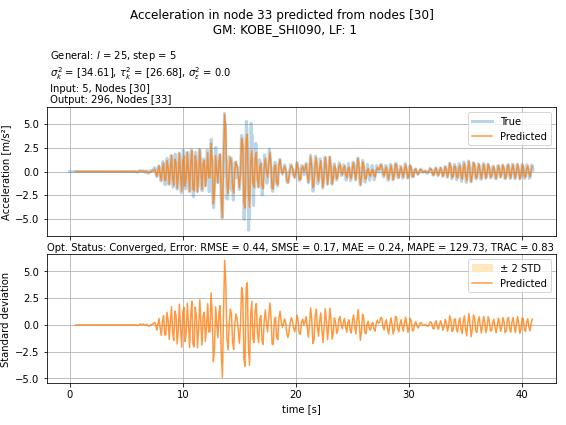 Acceleration in node 33 predicted from nodes [30]
GM: KOBE_SHI090, LF: 1
General: l = 25, step = 5
σ²ₖ = [34.61], τ²ₖ = [26.68], σ²_ε = 0.0
Input: 5, Nodes [30]
Output: 296, Nodes [33]
Acceleration [m/s²]
5.0
2.5
0.0
−2.5
−5.0
True
Predicted
Opt. Status: Converged, Error: RMSE = 0.44, SMSE = 0.17, MAE = 0.24, MAPE = 129.73, TRAC = 0.83
Standard deviation
5.0
2.5
0.0
−2.5
−5.0
± 2 STD
Predicted
0
10
20
30
40
time [s]